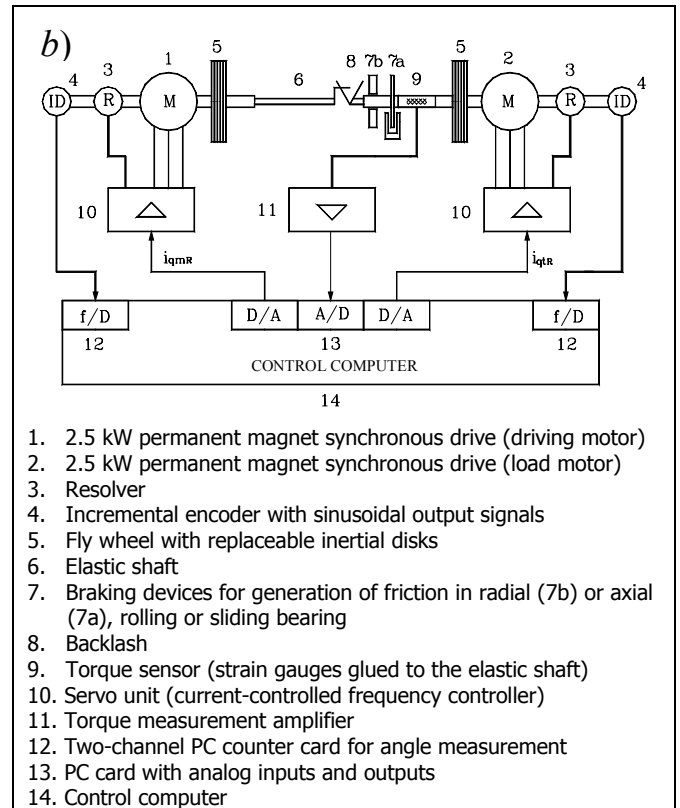 b)
1 5 8 7b 7a 5 2
4 3 6 9 3 4
ID R M M R ID
10 11 10
iqmR iqtR
f/D D/A A/D D/A f/D
12 13 12
CONTROL COMPUTER
14
1. 2.5 kW permanent magnet synchronous drive (driving motor)
2. 2.5 kW permanent magnet synchronous drive (load motor)
3. Resolver
4. Incremental encoder with sinusoidal output signals
5. Fly wheel with replaceable inertial disks
6. Elastic shaft
7. Braking devices for generation of friction in radial (7b) or axial
(7a), rolling or sliding bearing
8. Backlash
9. Torque sensor (strain gauges glued to the elastic shaft)
10. Servo unit (current-controlled frequency controller)
11. Torque measurement amplifier
12. Two-channel PC counter card for angle measurement
13. PC card with analog inputs and outputs
14. Control computer